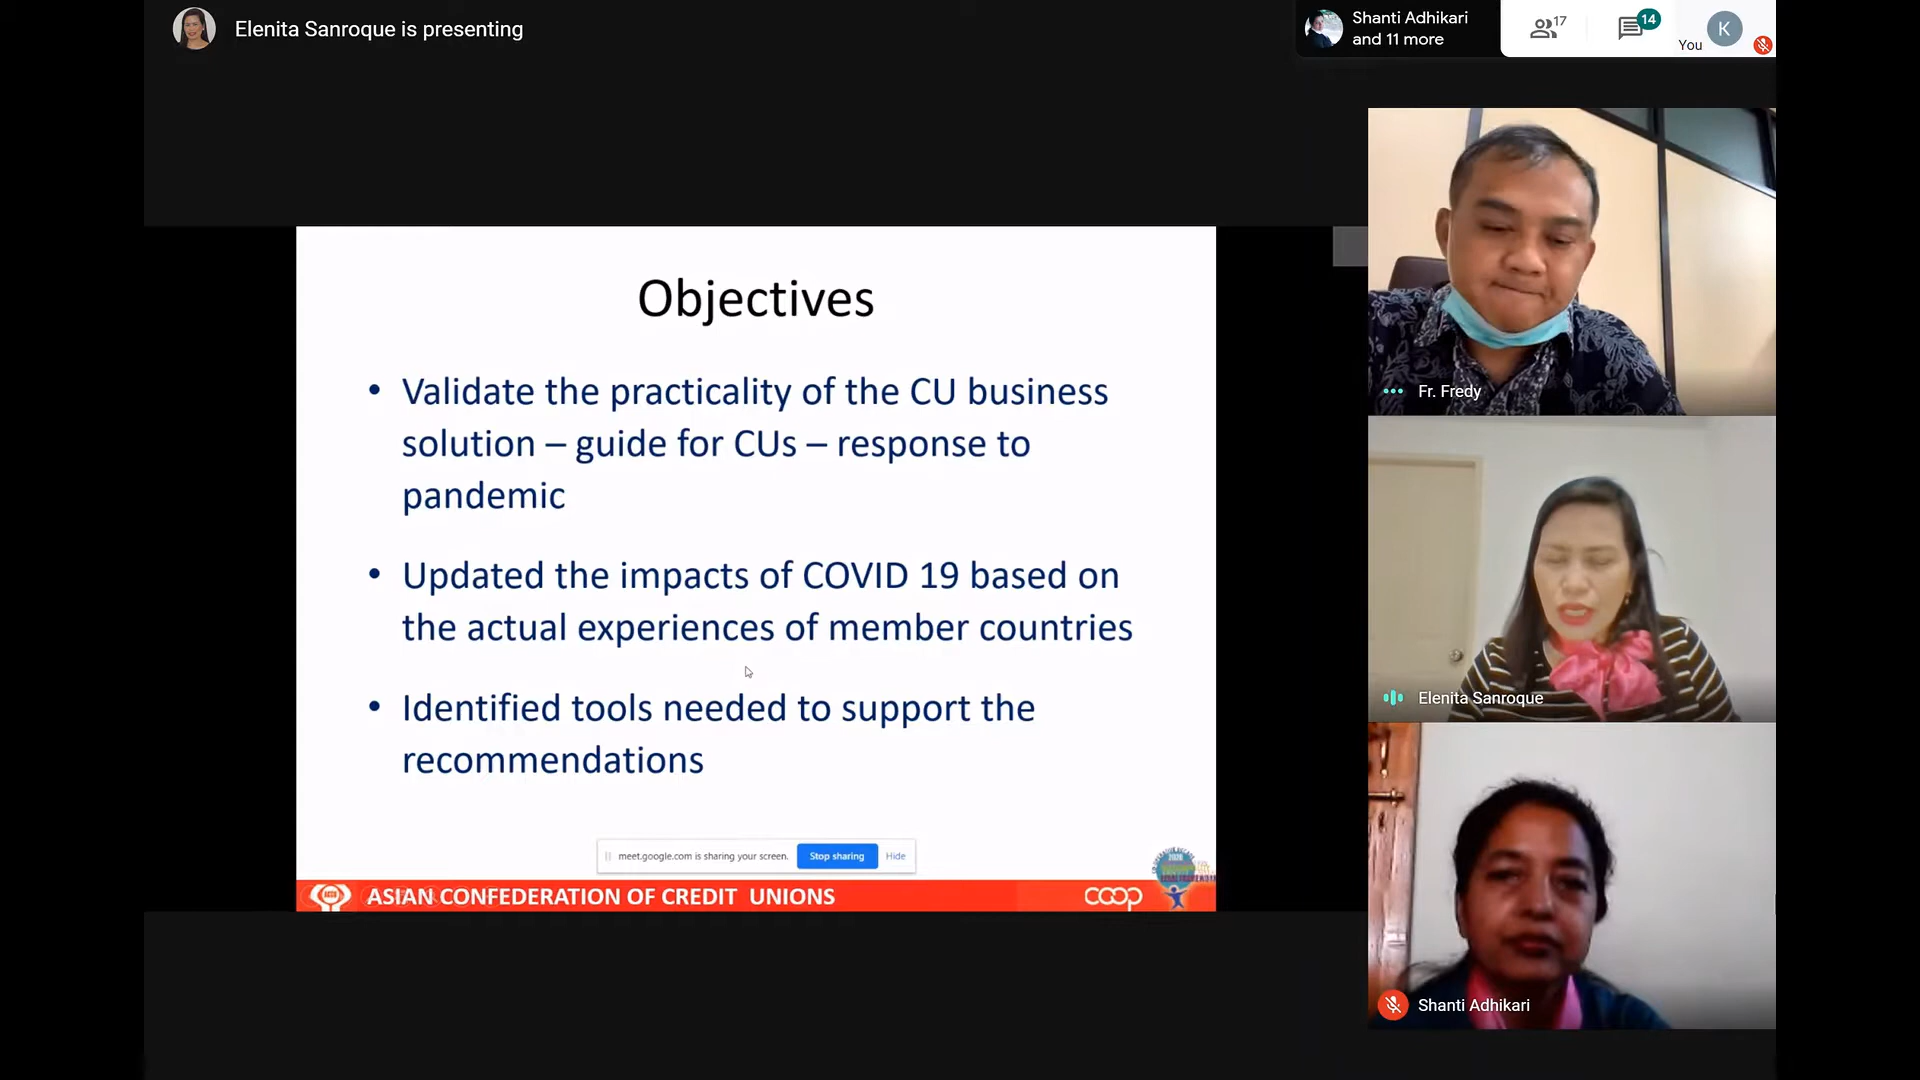 Elenita Sanroque is presenting
Shanti Adhikari
and 11 more
17
14
You
K
Objectives
• Validate the practicality of the CU business
solution – guide for CUs – response to
pandemic
• Updated the impacts of COVID 19 based on
the actual experiences of member countries
• Identified tools needed to support the
recommendations
meet.google.com is sharing your screen.
Stop sharing
Hide
ASIAN CONFEDERATION OF CREDIT UNIONS
coop
2020
Fr. Fredy
Elenita Sanroque
Shanti Adhikari